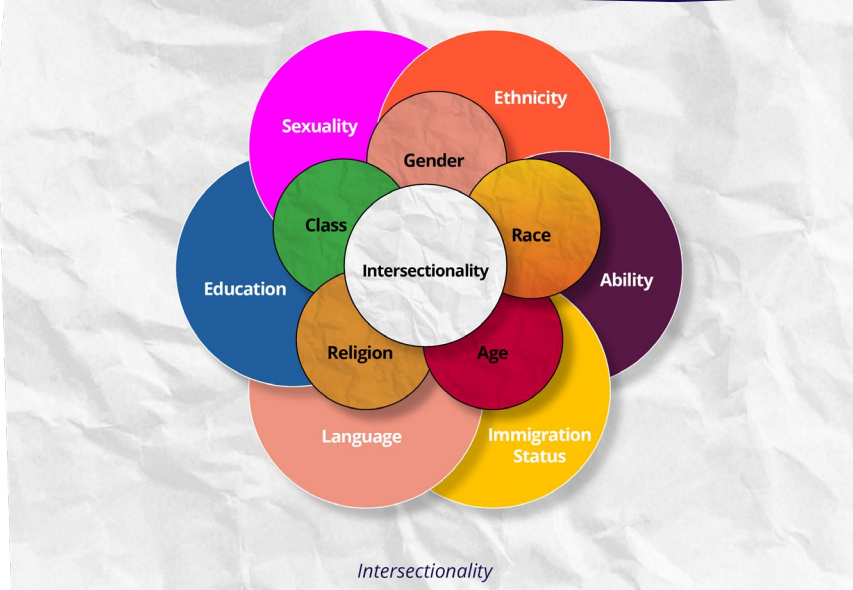 Ethnicity
Sexuality
Gender
Class
Race
Intersectionality
Ability
Education
Religion
Age
Language
Immigration
Status
Intersectionality